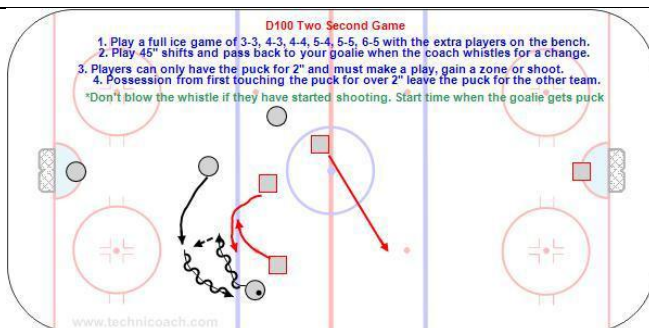 D100 Two Second Game
1. Play a full ice game of 3-3, 4-3, 4-4, 5-4, 5-5, 6-5 with the extra players on the bench.
2. Play 45" shifts and pass back to your goalie when the coach whistles for a change.
3. Players can only have the puck for 2" and must make a play, gain a zone or shoot.
4. Possession from first touching the puck for over 2" leave the puck for the other team.
*Don't blow the whistle if they have started shooting. Start time when the goalie gets puck
www.technicoach.com